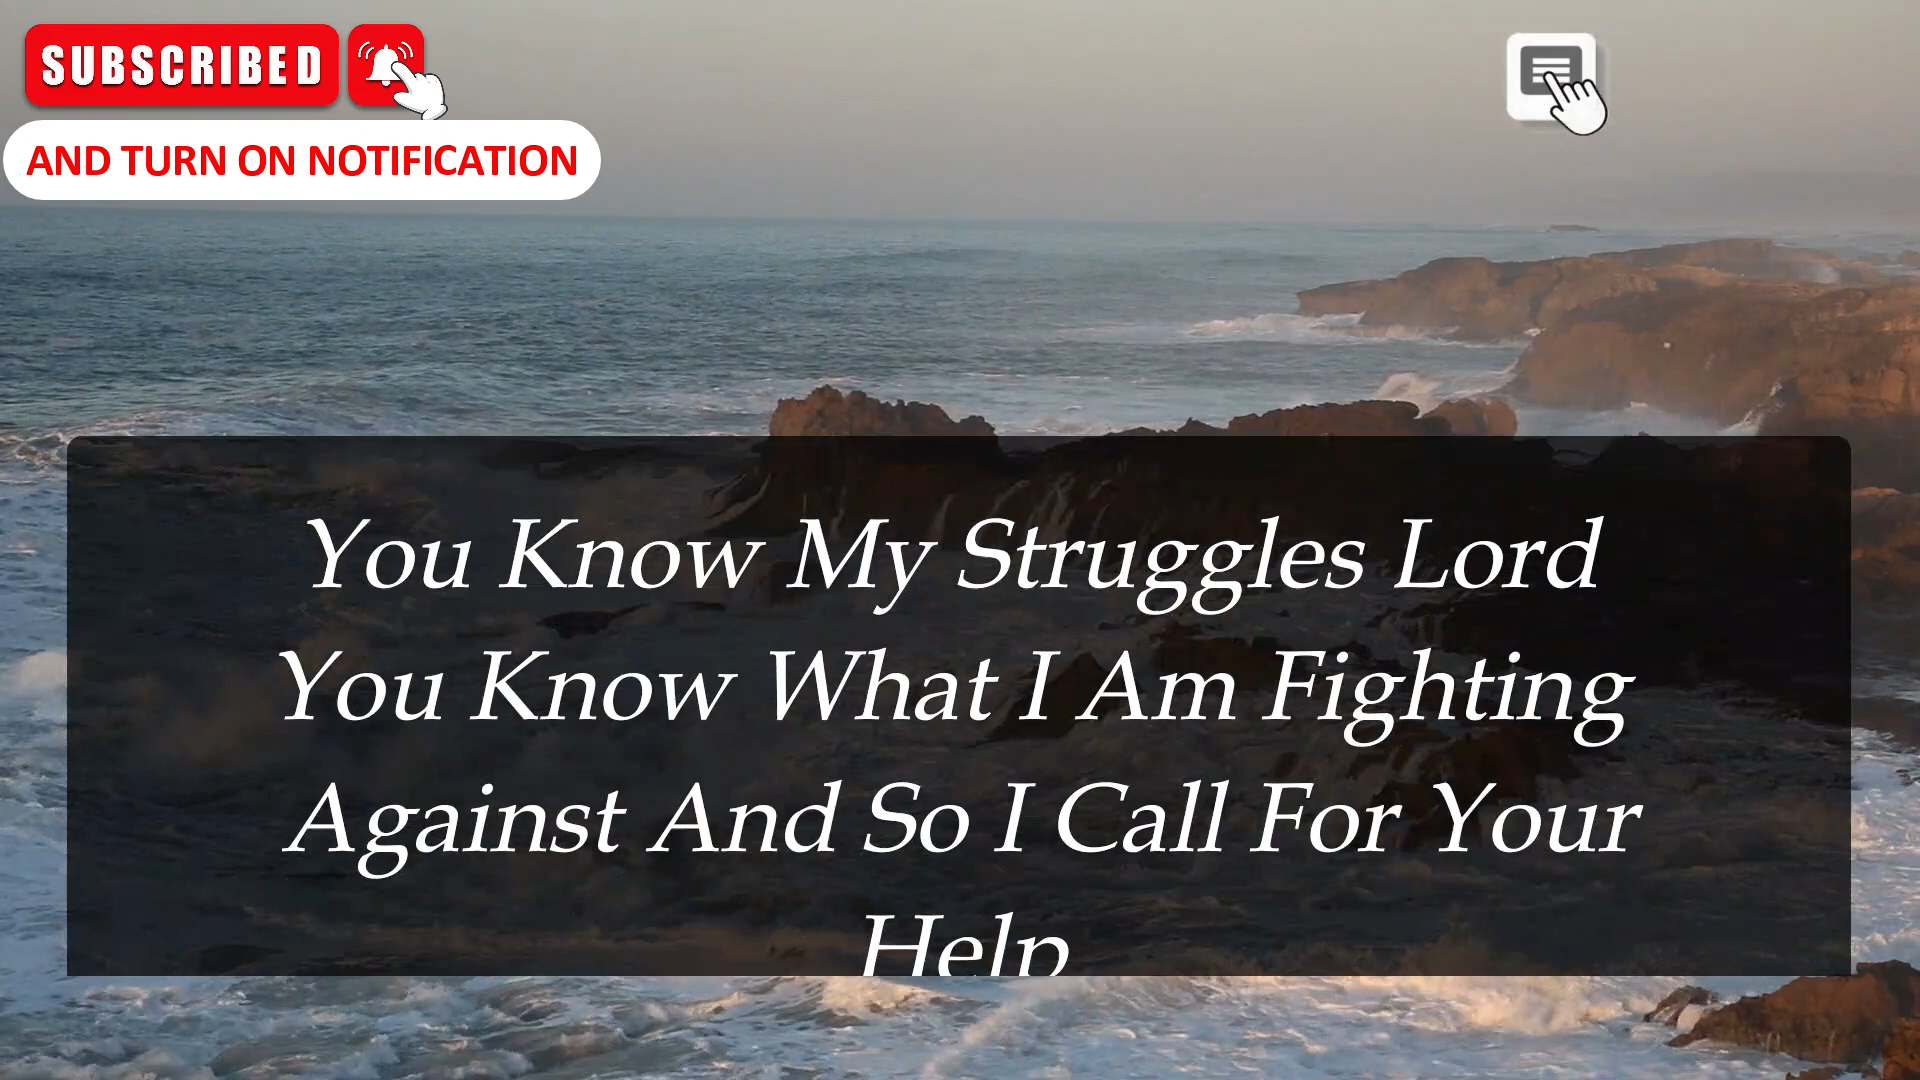 SUBSCRIBED
AND TURN ON NOTIFICATION
You Know My Struggles Lord
You Know What I Am Fighting
Against And So I Call For Your
Help